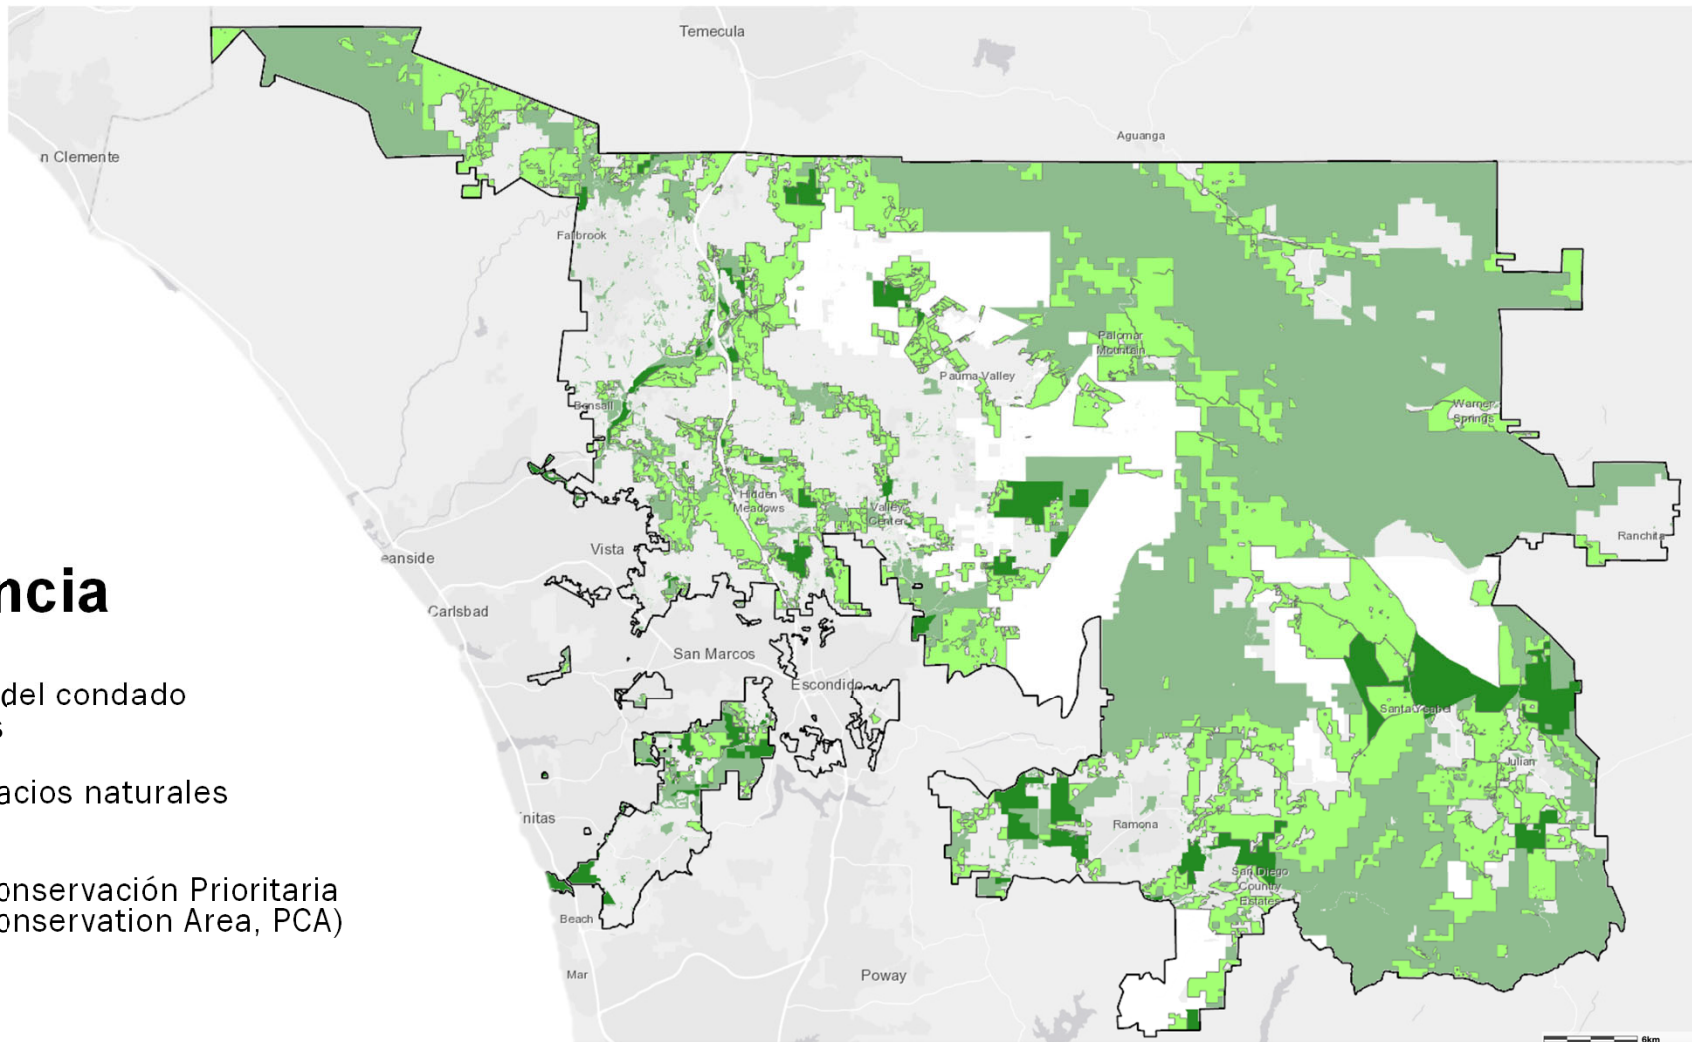 Temecula
Aguanga
n Clemente
Fallbrook
Palomar
Mountain
Pauma Valley
Bonsall
Warner
Springs
Hidden
Meadows
Valley
Center
Ranchita
Vista
eanside
ncia
Carlsbad
San Marcos
Escondido
del condado
s
Santa Ysabel
Julian
acios naturales
nitas
Ramona
San Diego
Country
Estates
onservación Prioritaria
onservation Area, PCA)
Beach
Mar
Poway
6km